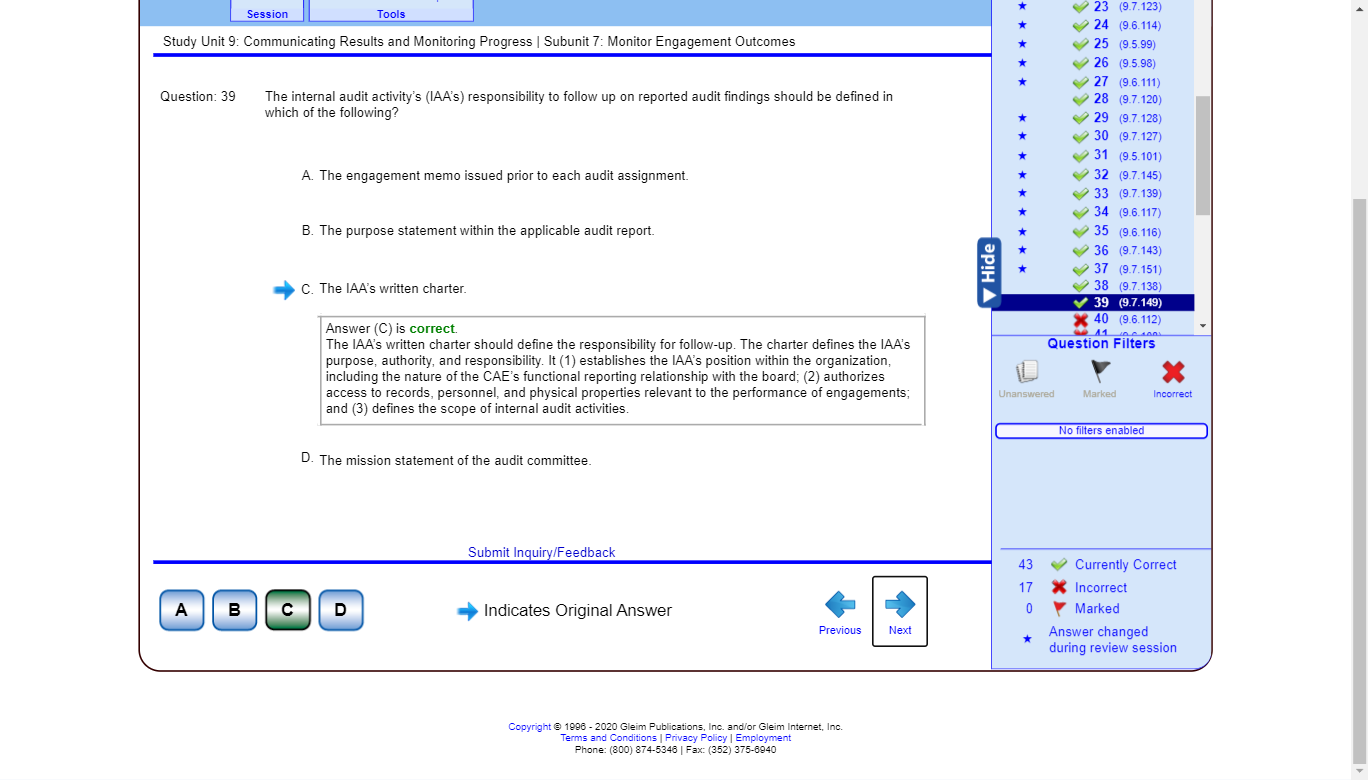 Session
Tools
Study Unit 9: Communicating Results and Monitoring Progress | Subunit 7: Monitor Engagement Outcomes
Question: 39
The internal audit activity's (IAA's) responsibility to follow up on reported audit findings should be defined in
which of the following?
A. The engagement memo issued prior to each audit assignment.
B. The purpose statement within the applicable audit report.
C. The IAA's written charter.
Answer (C) is correct.
The IAA's written charter should define the responsibility for follow-up. The charter defines the IAA's
purpose, authority, and responsibility. It (1) establishes the IAA's position within the organization,
including the nature of the CAE's functional reporting relationship with the board; (2) authorizes
access to records, personnel, and physical properties relevant to the performance of engagements;
and (3) defines the scope of internal audit activities.
D. The mission statement of the audit committee.
Submit Inquiry/Feedback
A
B
C
D
Indicates Original Answer
Previous
Next
23 (9.7.123)
24 (9.6.114)
25 (9.5.99)
26 (9.5.98)
27 (9.6.111)
28 (9.7.120)
29 (9.7.128)
30 (9.7.127)
31 (9.5.101)
32 (9.7.145)
33 (9.7.139)
34 (9.6.117)
35 (9.6.116)
36 (9.7.143)
37 (9.7.151)
38 (9.7.138)
39 (9.7.149)
40 (9.6.112)
Hide
Question Filters
Unanswered
Marked
Incorrect
No filters enabled
43 Currently Correct
17 Incorrect
0 Marked
Answer changed
during review session
Copyright © 1996 - 2020 Gleim Publications, Inc. and/or Gleim Internet, Inc.
Terms and Conditions | Privacy Policy | Employment
Phone: (800) 874-5346 | Fax: (352) 375-6940